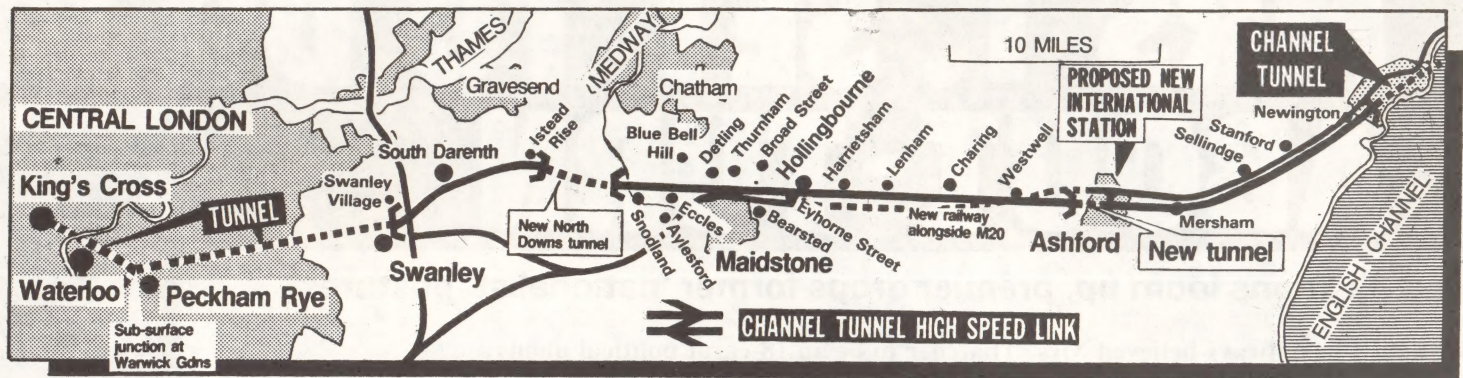 THAMES
MEDWAY
10 MILES
CHANNEL
TUNNEL
Gravesend
Chatham
PROPOSED NEW
INTERNATIONAL
STATION
Newington
CENTRAL LONDON
Istead
Rise
Blue Bell
Hill
Detling
Thurnham
Broad Street
Hollingbourne
Harrietsham
Lenham
Charing
Westwell
Stanford
Sellindge
South Darenth
King's Cross
Swanley
Village
TUNNEL
New North
Downs tunnel
Snodland
Aylesford
Eccles
Maidstone
Bearsted
Eyhorne Street
New railway
alongside M20
Ashford
Mersham
New tunnel
ENGLISH CHANNEL
Waterloo
Peckham Rye
Swanley
Sub-surface
junction at
Warwick Gdns
CHANNEL TUNNEL HIGH SPEED LINK